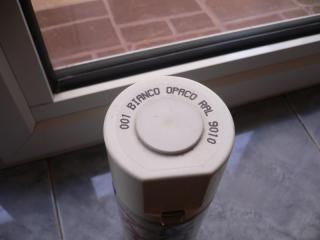 001 BIANCO OPACO RAL 9010